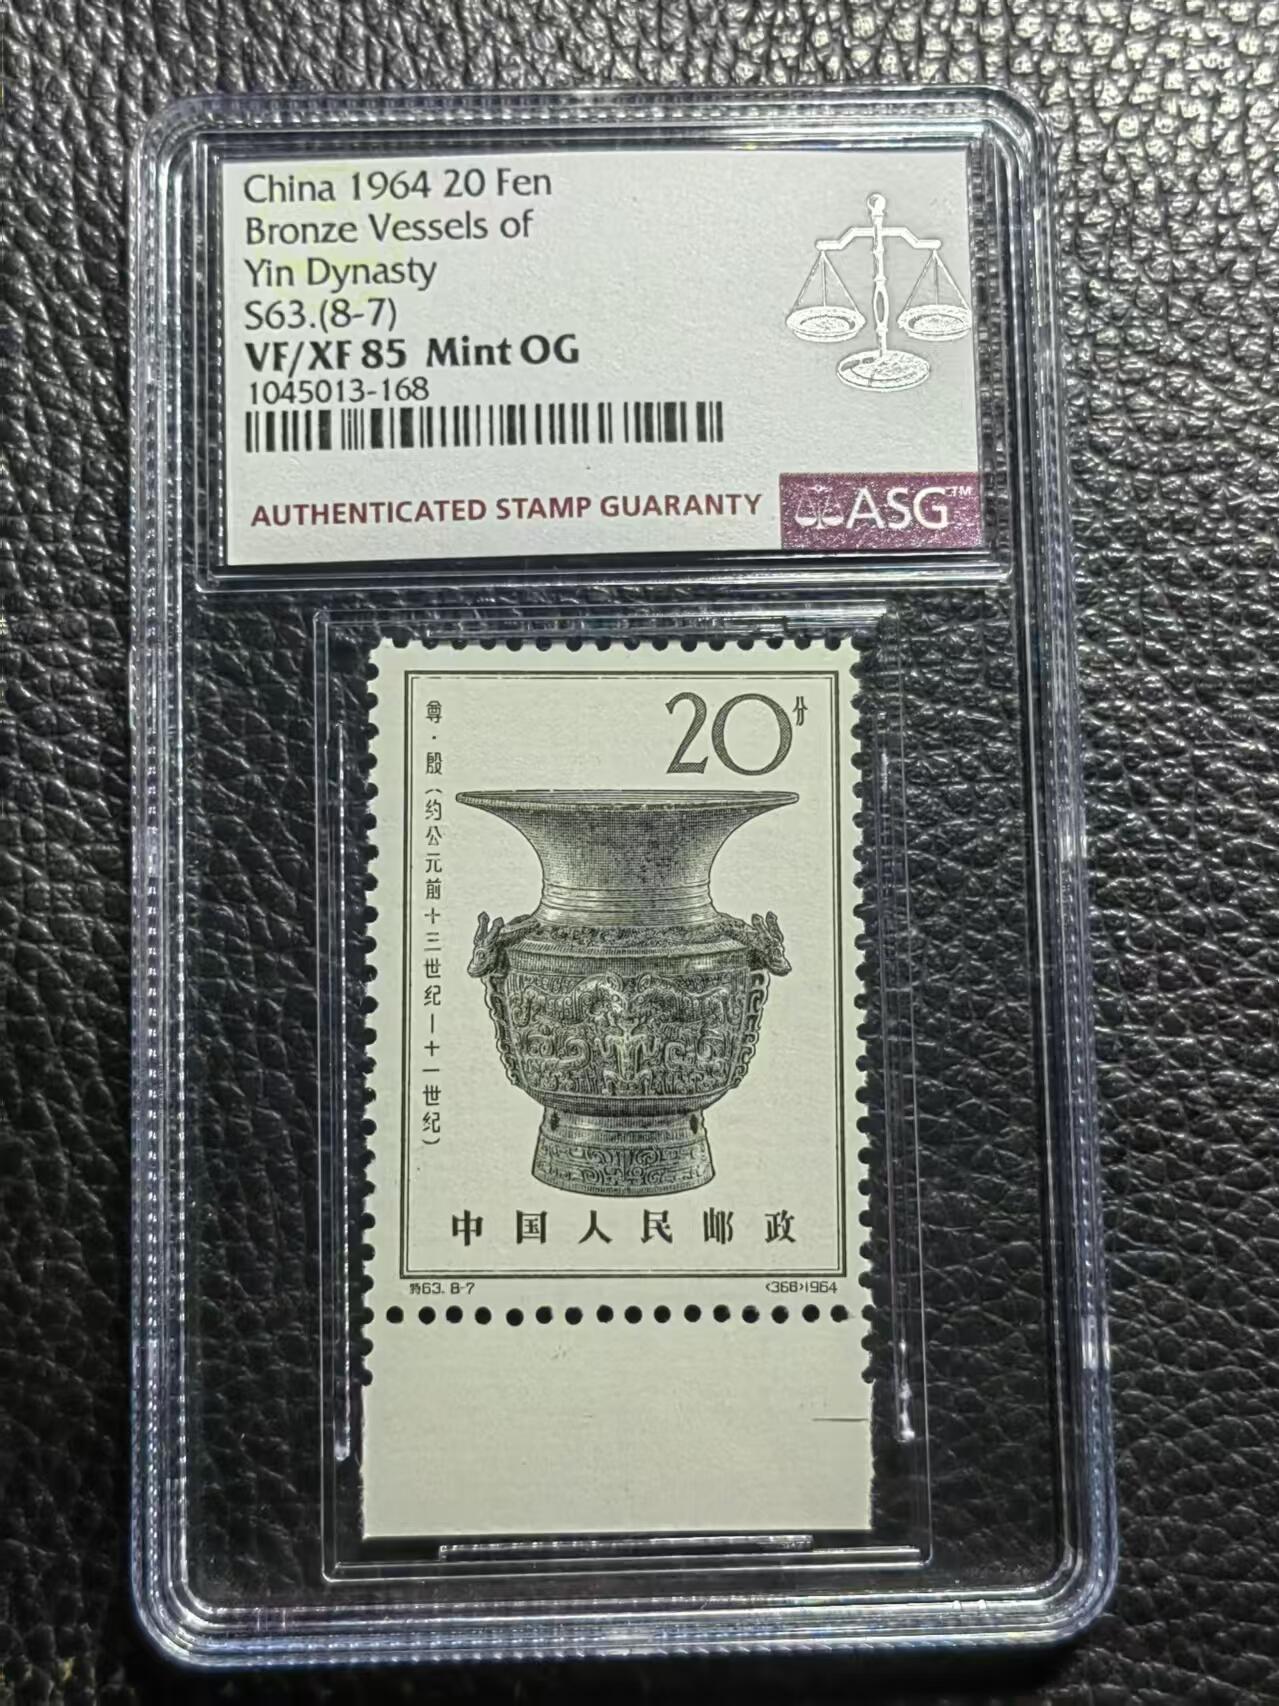 China 1964 20 Fen
Bronze Vessels of
Yin Dynasty
S63.(8-7)
VF/XF 85 Mint OG
1045013-168
AUTHENTICATED STAMP GUARANTY
ASG™
20分
尊·殷(约公元前十三世纪—十一世纪)
中国人民邮政
特63. 8-7
(368)1964